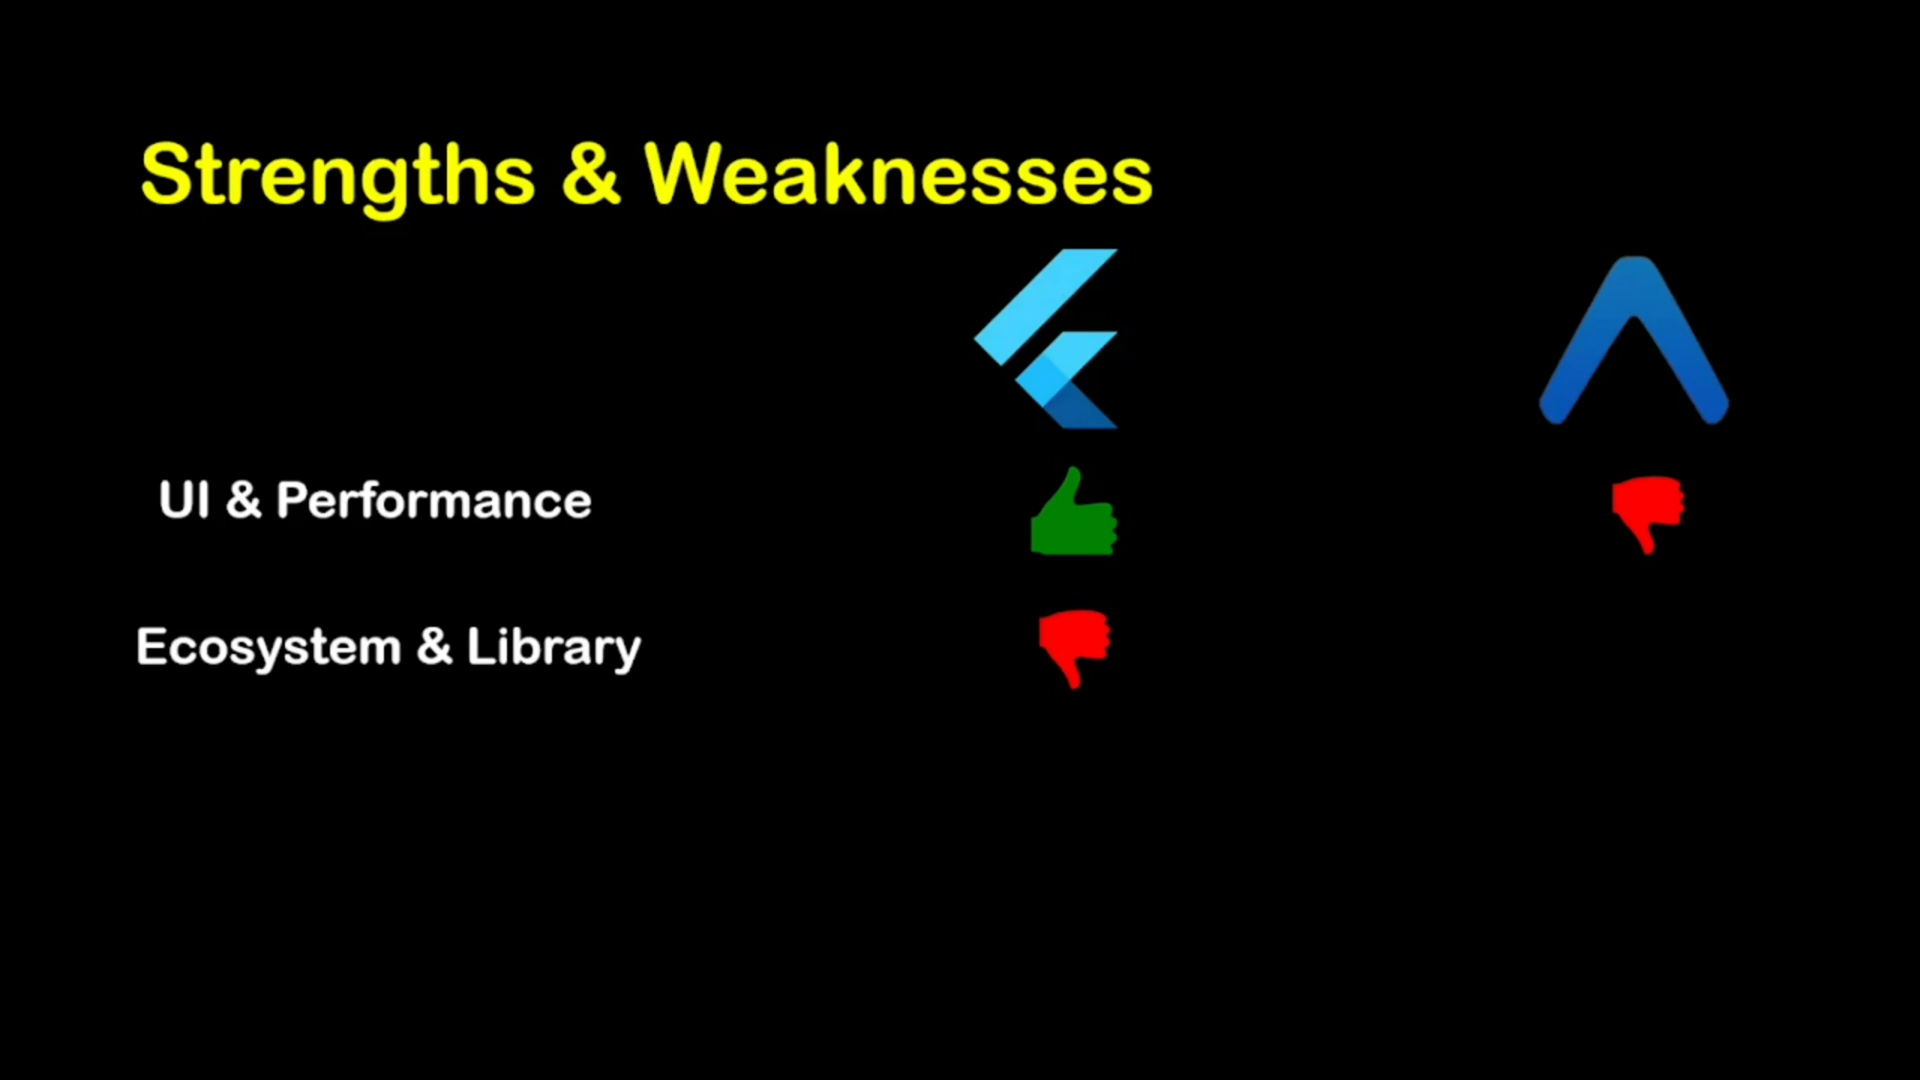 Strengths & Weaknesses
UI & Performance
Ecosystem & Library